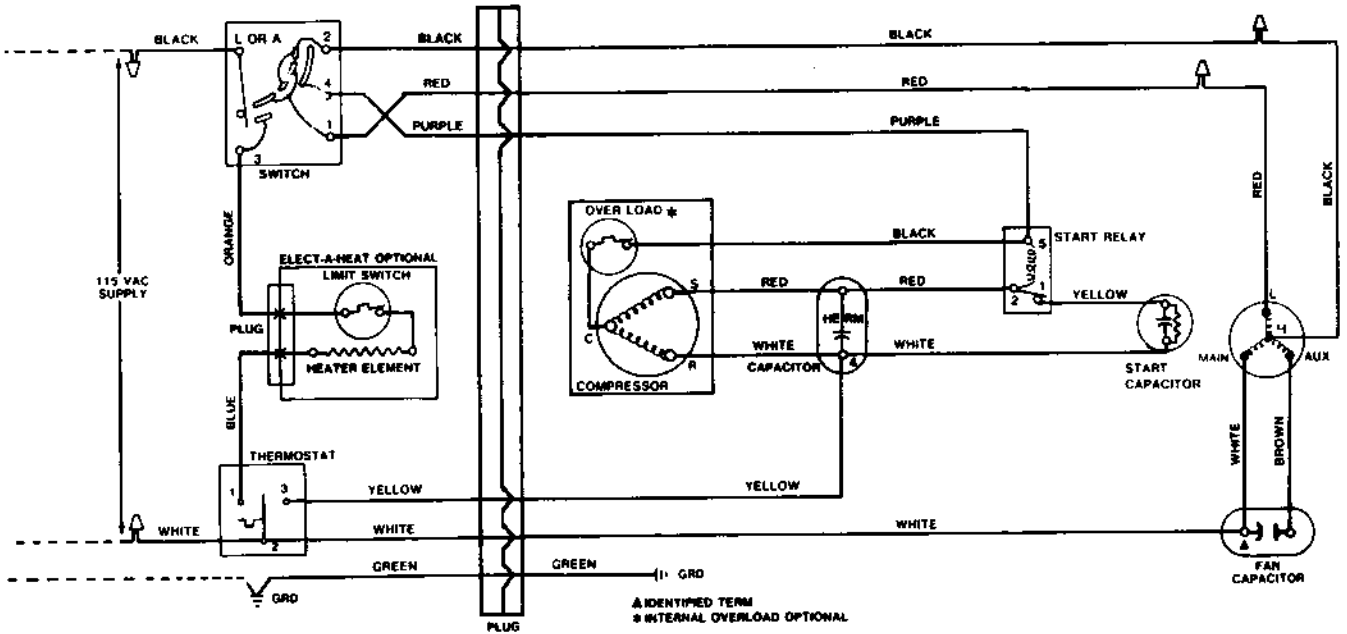 BLACK
L OR A
2
BLACK
BLACK
4
RED
RED
1
PURPLE
PURPLE
3
SWITCH
ORANGE
RED
BLACK
OVER LOAD *
BLACK
5
START RELAY
ELECT-A-HEAT OPTIONAL
LIMIT SWITCH
115 VAC
SUPPLY
S
RED
RED
2
1
YELLOW
L
PLUG
HERM
H
C
WHITE
WHITE
MAIN
AUX
HEATER ELEMENT
R
CAPACITOR
4
START
CAPACITOR
COMPRESSOR
BLUE
WHITE
BROWN
THERMOSTAT
1
3
YELLOW
YELLOW
WHITE
2
WHITE
WHITE
GREEN
GREEN
GRD
GRD
FAN
CAPACITOR
▲ IDENTIFIED TERM
* INTERNAL OVERLOAD OPTIONAL
PLUG